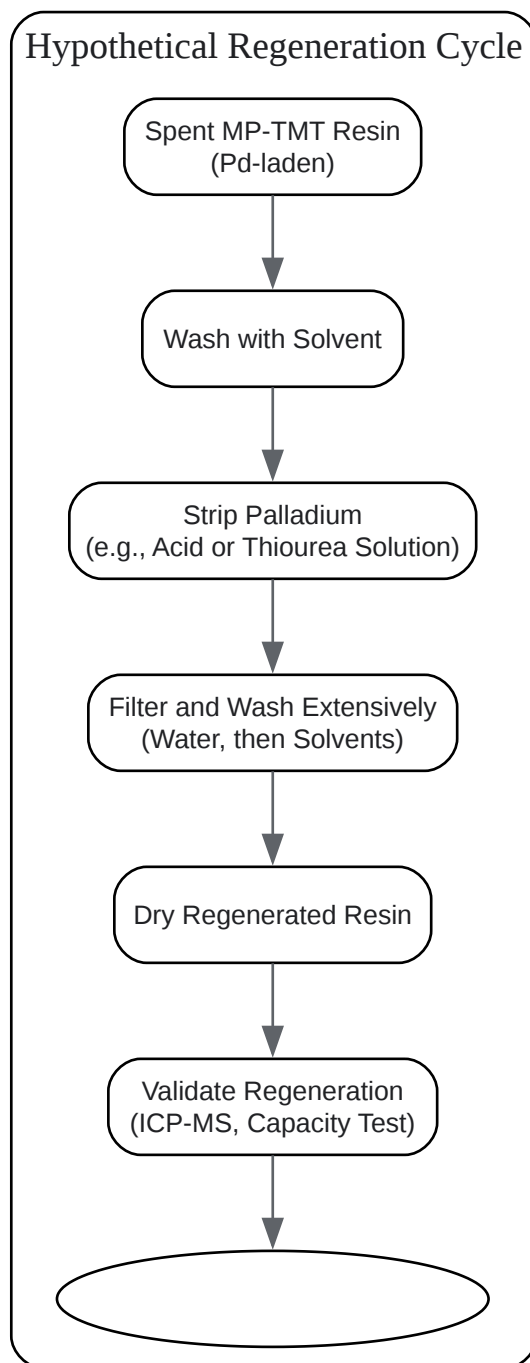 Hypothetical Regeneration Cycle
Spent MP-TMT Resin
(Pd-laden)
Wash with Solvent
Strip Palladium
(e.g., Acid or Thiourea Solution)
Filter and Wash Extensively
(Water, then Solvents)
Dry Regenerated Resin
Validate Regeneration
(ICP-MS, Capacity Test)